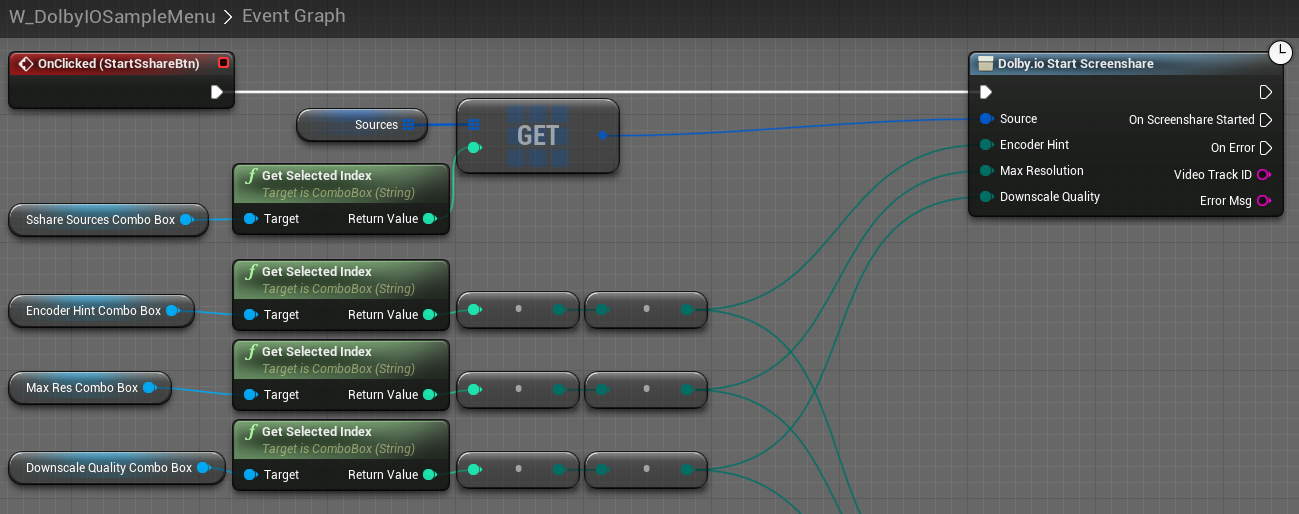 W_DolbyIOSampleMenu > Event Graph
OnClicked (StartSshareBtn)
Dolby.io Start Screenshare
Sources
GET
Source
On Screenshare Started
Encoder Hint
On Error
Max Resolution
Video Track ID
Downscale Quality
Error Msg
f Get Selected Index
Target is ComboBox (String)
Sshare Sources Combo Box
Target
Return Value
f Get Selected Index
Target is ComboBox (String)
Encoder Hint Combo Box
Target
Return Value
f Get Selected Index
Target is ComboBox (String)
Max Res Combo Box
Target
Return Value
f Get Selected Index
Target is ComboBox (String)
Downscale Quality Combo Box
Target
Return Value